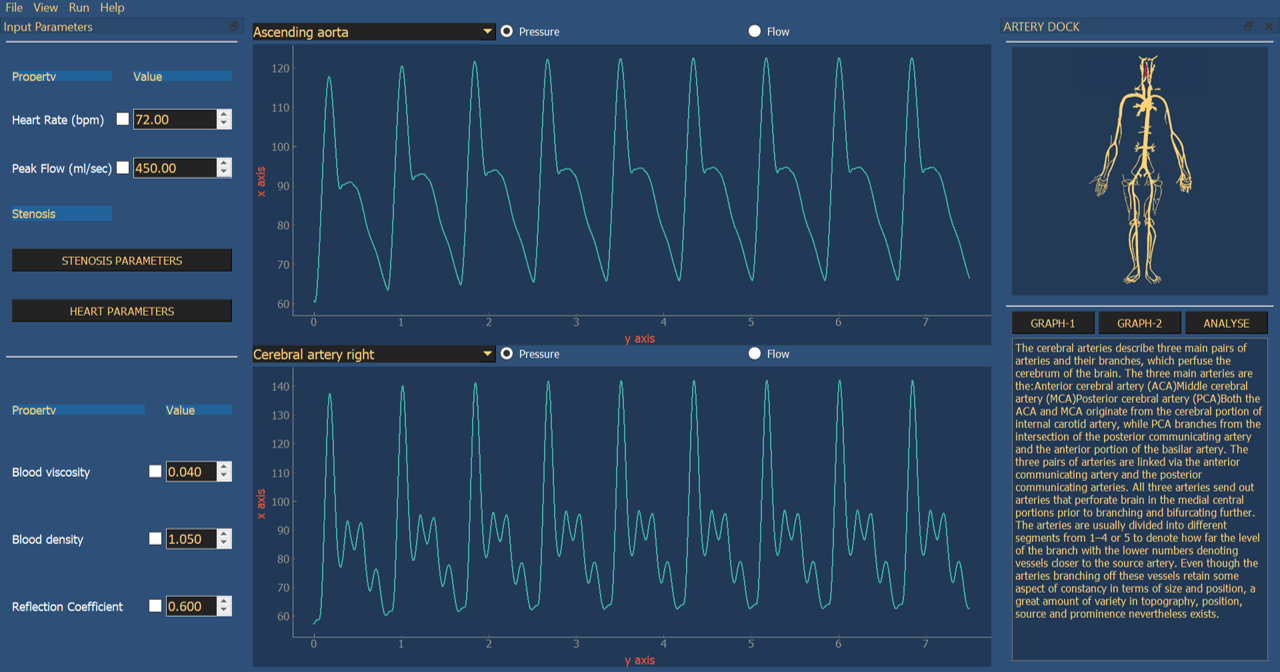 File View Run Help
Input Parameters
Property Value
Heart Rate (bpm) 72.00
Peak Flow (ml/sec) 450.00
Stenosis
STENOSIS PARAMETERS
HEART PARAMETERS
Property Value
Blood viscosity 0.040
Blood density 1.050
Reflection Coefficient 0.600
Ascending aorta Pressure Flow
120
110
100
90
80
70
60
x axis
0 1 2 3 4 5 6 7
y axis
Cerebral artery right Pressure Flow
140
130
120
110
100
90
80
70
60
x axis
0 1 2 3 4 5 6 7
y axis
ARTERY DOCK
GRAPH-1 GRAPH-2 ANALYSE
The cerebral arteries describe three main pairs of
arteries and their branches, which perfuse the
cerebrum of the brain. The three main arteries are
the:Anterior cerebral artery (ACA)Middle cerebral
artery (MCA)Posterior cerebral artery (PCA)Both the
ACA and MCA originate from the cerebral portion of
internal carotid artery, while PCA branches from the
intersection of the posterior communicating artery
and the anterior portion of the basilar artery. The
three pairs of arteries are linked via the anterior
communicating artery and the posterior
communicating arteries. All three arteries send out
arteries that perforate brain in the medial central
portions prior to branching and bifurcating further.
The arteries are usually divided into different
segments from 1–4 or 5 to denote how far the level
of the branch with the lower numbers denoting
vessels closer to the source artery. Even though the
arteries branching off these vessels retain some
aspect of constancy in terms of size and position, a
great amount of variety in topography, position,
source and prominence nevertheless exists.